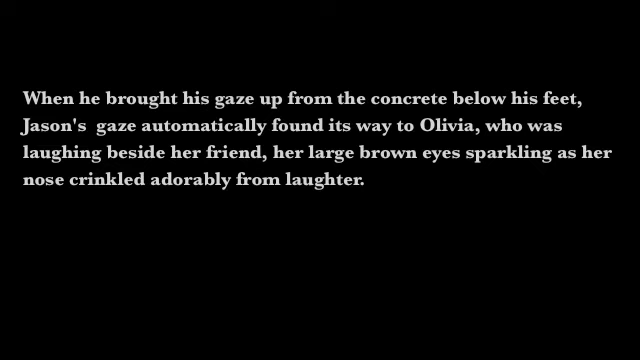 When he brought his gaze up from the concrete below his feet,
Jason's  gaze automatically found its way to Olivia, who was
laughing beside her friend, her large brown eyes sparkling as her
nose crinkled adorably from laughter.